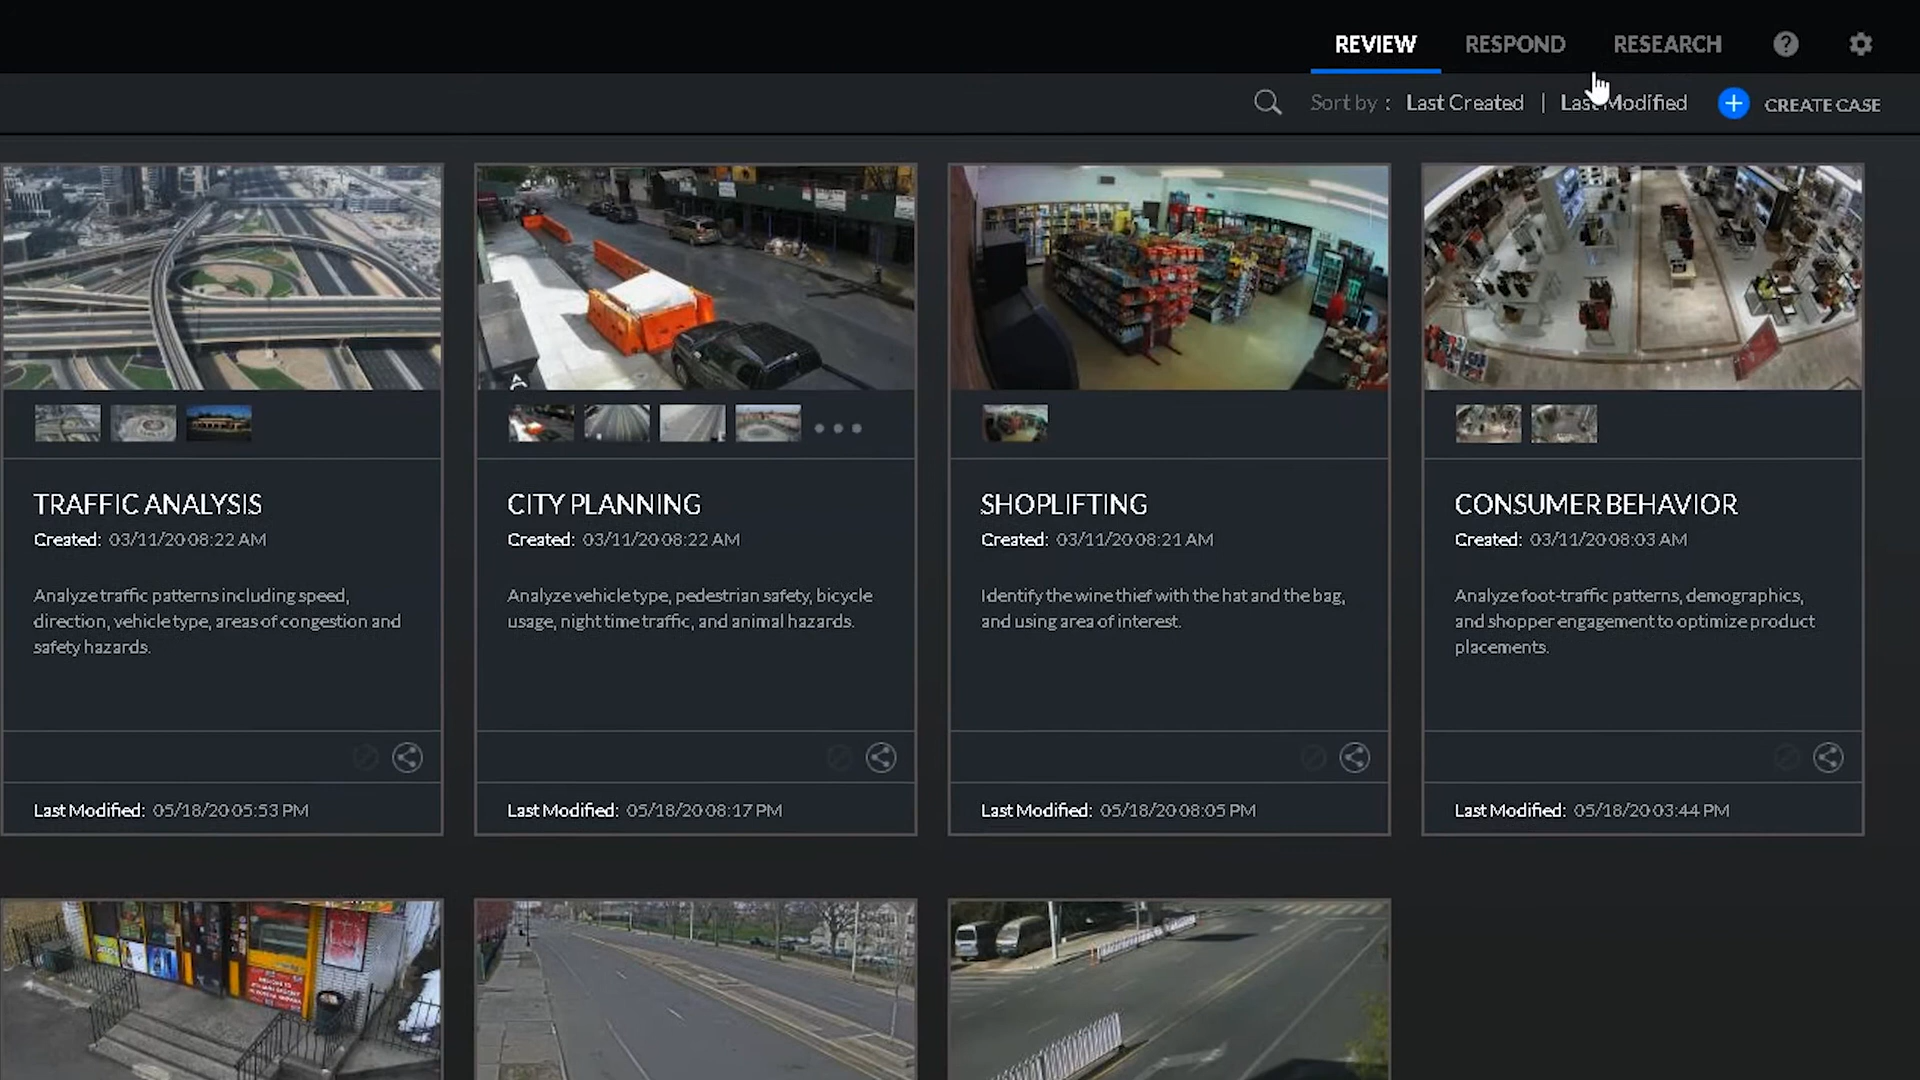 REVIEW RESPOND RESEARCH
Sort by : Last Created | Last Modified CREATE CASE
TRAFFIC ANALYSIS
Created: 03/11/20 08:22 AM
Analyze traffic patterns including speed,
direction, vehicle type, areas of congestion and
safety hazards.
Last Modified: 05/18/20 05:53 PM
CITY PLANNING
Created: 03/11/20 08:22 AM
Analyze vehicle type, pedestrian safety, bicycle
usage, night time traffic, and animal hazards.
Last Modified: 05/18/20 08:17 PM
SHOPLIFTING
Created: 03/11/20 08:21 AM
Identify the wine thief with the hat and the bag,
and using area of interest.
Last Modified: 05/18/20 08:05 PM
CONSUMER BEHAVIOR
Created: 03/11/20 08:03 AM
Analyze foot-traffic patterns, demographics,
and shopper engagement to optimize product
placements.
Last Modified: 05/18/20 03:44 PM